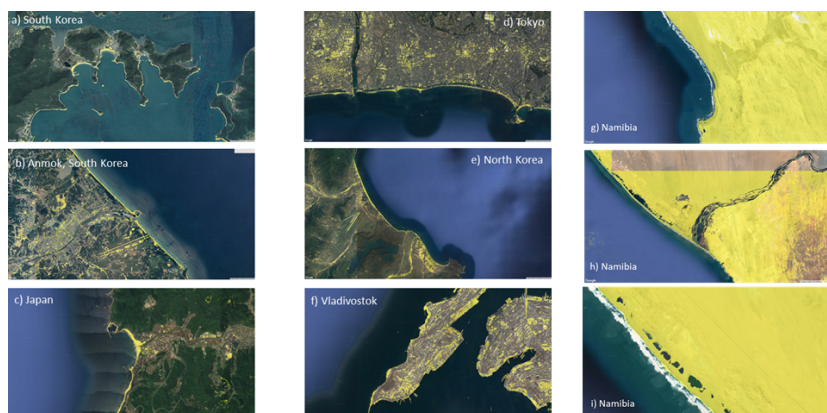 a) South Korea
d) Tokyo
g) Namibia
b) Anmok, South Korea
e) North Korea
h) Namibia
c) Japan
f) Vladivostok
i) Namibia